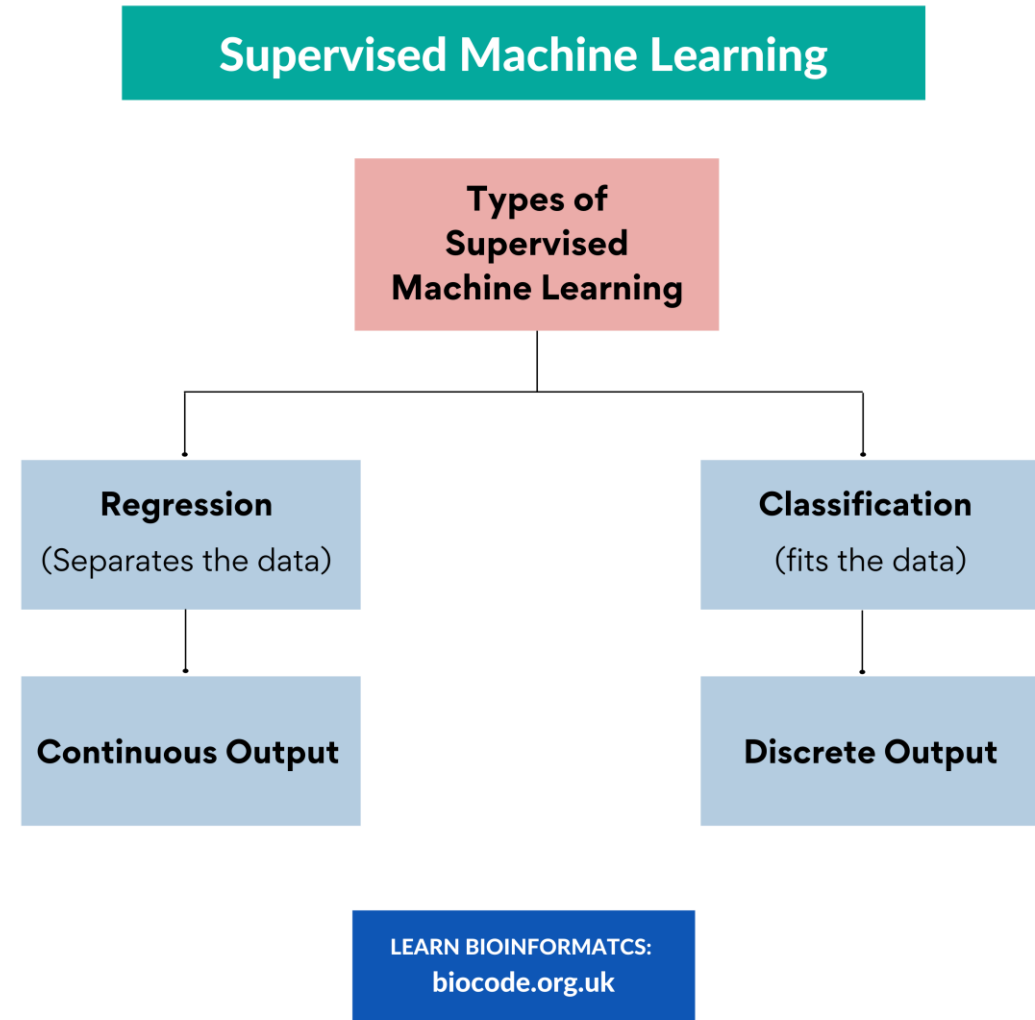 Supervised Machine Learning
Types of
Supervised
Machine Learning
Regression
(Separates the data)
Classification
(fits the data)
Continuous Output
Discrete Output
LEARN BIOINFORMATCS:
biocode.org.uk